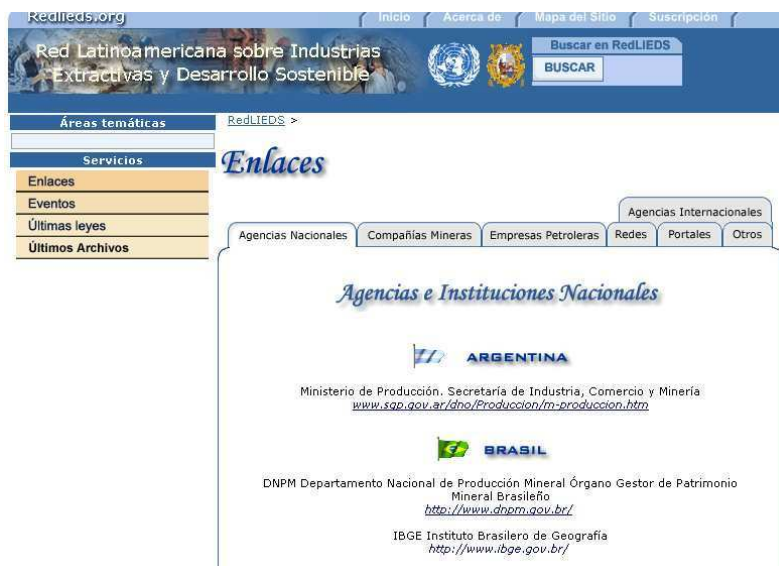 Redlieds.org
Inicio
Acerca de
Mapa del Sitio
Suscripción
Red Latinoamericana sobre Industrias
Extractivas y Desarrollo Sostenible
Buscar en RedLIEDS
BUSCAR
Áreas temáticas
Servicios
Enlaces
Eventos
Últimas leyes
Últimos Archivos
RedLIEDS >
Enlaces
Agencias Internacionales
Agencias Nacionales
Compañías Mineras
Empresas Petroleras
Redes
Portales
Otros
Agencias e Instituciones Nacionales
ARGENTINA
Ministerio de Producción. Secretaría de Industria, Comercio y Minería
www.sqp.gov.ar/dno/Produccion/m-produccion.htm
BRASIL
DNPM Departamento Nacional de Producción Mineral Órgano Gestor de Patrimonio
Mineral Brasileño
http://www.dnpm.gov.br/
IBGE Instituto Brasilero de Geografía
http://www.ibge.gov.br/